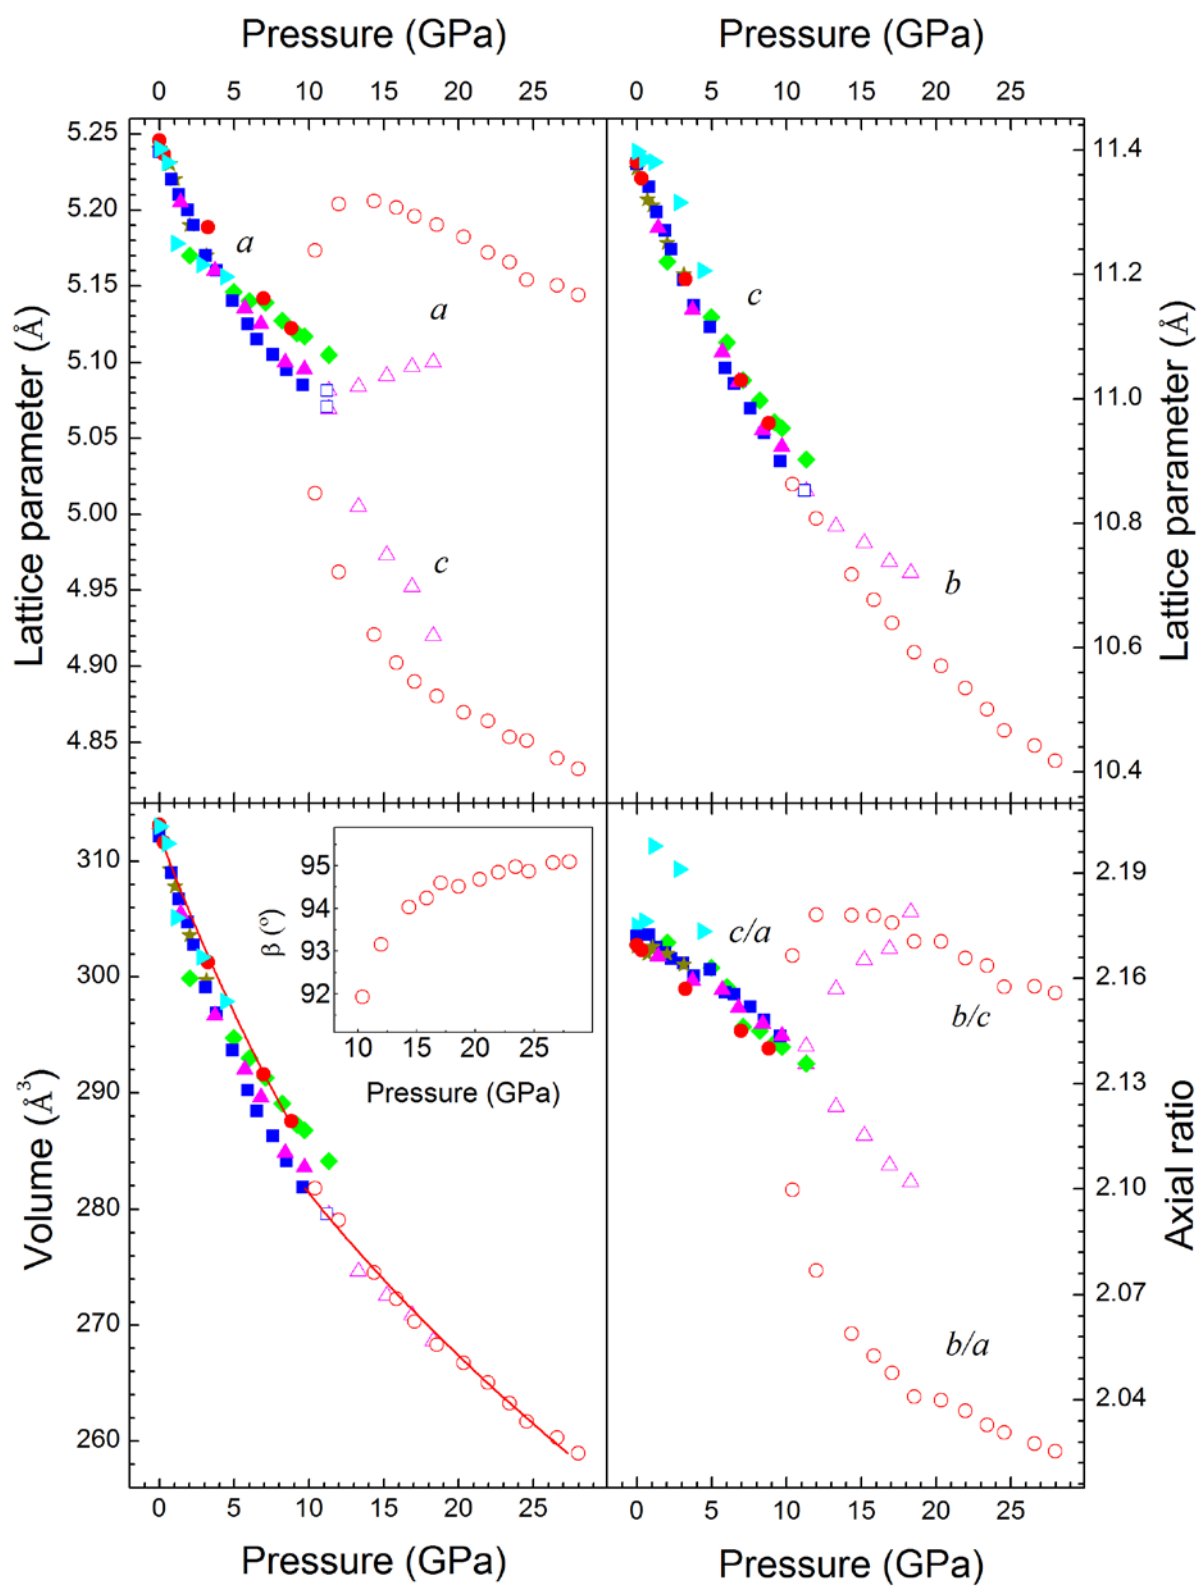 Pressure (GPa) Pressure (GPa)
0 5 10 15 20 25 0 5 10 15 20 25
5.25
5.20
5.15
5.10
5.05
5.00
4.95
4.90
4.85
Lattice parameter (Å)
a
a
c
11.4
11.2
11.0
10.8
10.6
10.4
Lattice parameter (Å)
c
b
310
300
290
280
270
260
Volume (Å³)
95
94
93
92
β (º)
10 15 20 25
Pressure (GPa)
2.19
2.16
2.13
2.10
2.07
2.04
Axial ratio
c/a
b/c
b/a
0 5 10 15 20 25 0 5 10 15 20 25
Pressure (GPa) Pressure (GPa)